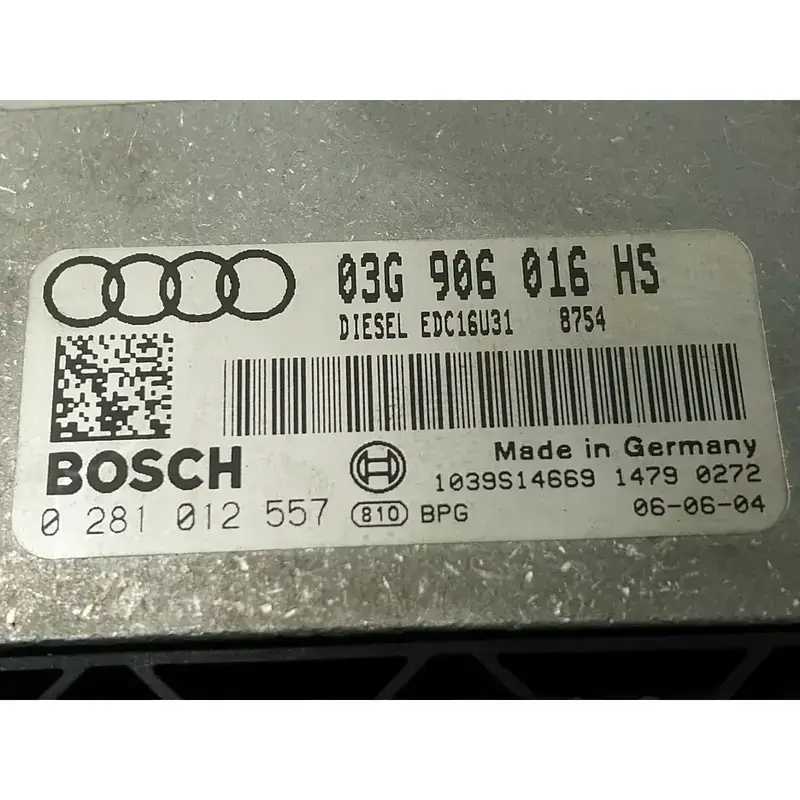 03G 906 016 HS
DIESEL EDC16U31 8754
BOSCH
Made in Germany
1039S14669 1479 0272
0 281 012 557 810 BPG 06-06-04